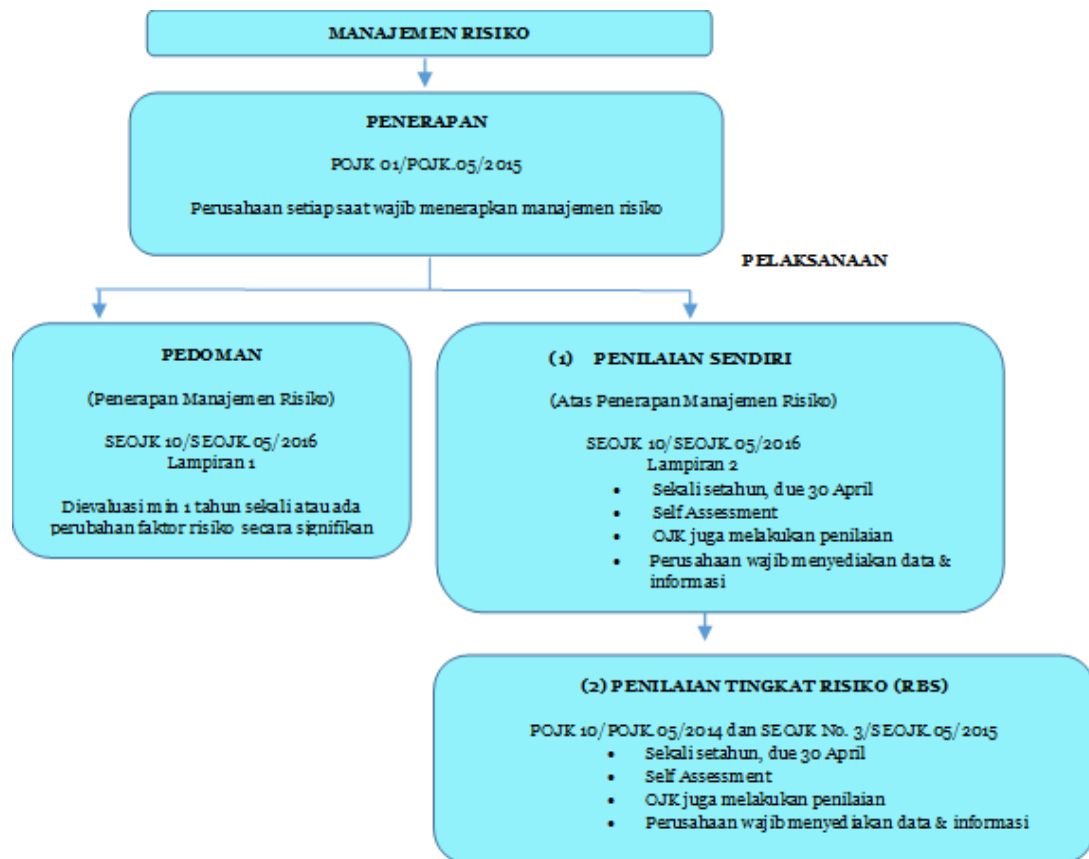 MANAJEMEN RISIKO
PENERAPAN
POJK 01/POJK.05/2015
Perusahaan setiap saat wajib menerapkan manajemen risiko
PELAKSANAAN
PEDOMAN
(Penerapan Manajemen Risiko)
SEOJK 10/SEOJK.05/2016
Lampiran 1
Dievaluasi min 1 tahun sekali atau ada
perubahan faktor risiko secara signifikan
(1) PENILAIAN SENDIRI
(Atas Penerapan Manajemen Risiko)
SEOJK 10/SEOJK.05/2016
Lampiran 2
• Sekali setahun, due 30 April
• Self Assessment
• OJK juga melakukan penilaian
• Perusahaan wajib menyediakan data &
informasi
(2) PENILAIAN TINGKAT RISIKO (RBS)
POJK 10/POJK.05/2014 dan SEOJK No. 3/SEOJK.05/2015
• Sekali setahun, due 30 April
• Self Assessment
• OJK juga melakukan penilaian
• Perusahaan wajib menyediakan data & informasi